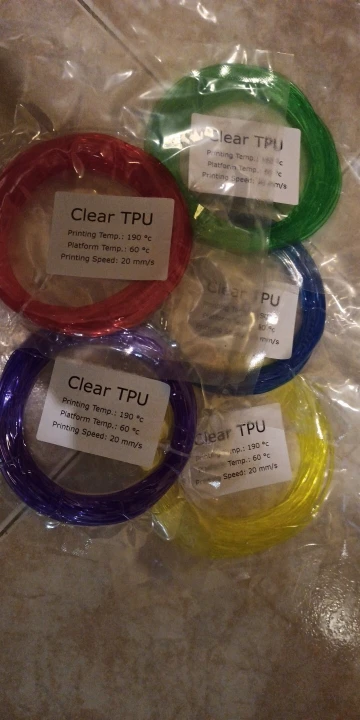 Clear TPU
Printing Temp.: 190 °c
Platform Temp.: 60 °c
Printing Speed: 20 mm/s
Clear TPU
Printing Temp.: 190 °c
Platform Temp.: 60 °c
Printing Speed: 20 mm/s
Clear TPU
mm/s
Clear TPU
Printing Temp.: 190 °c
Platform Temp.: 60 °c
Printing Speed: 20 mm/s
Clear TPU
190 °c
Temp.: 60 °c
Speed: 20 mm/s